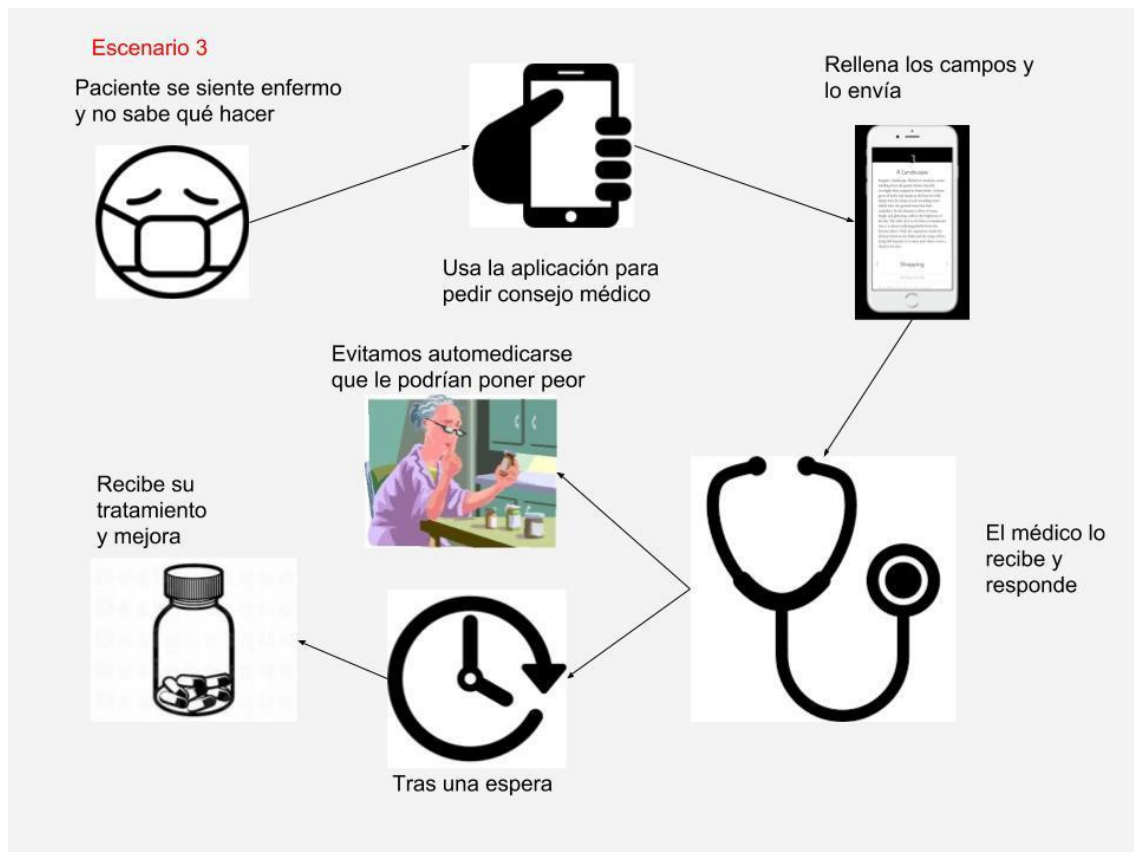 Escenario 3
Paciente se siente enfermo
y no sabe qué hacer
Usa la aplicación para
pedir consejo médico
Rellena los campos y
lo envía
A Landscape
Shopping
El médico lo
recibe y
responde
Evitamos automedicarse
que le podrían poner peor
Tras una espera
Recibe su
tratamiento
y mejora